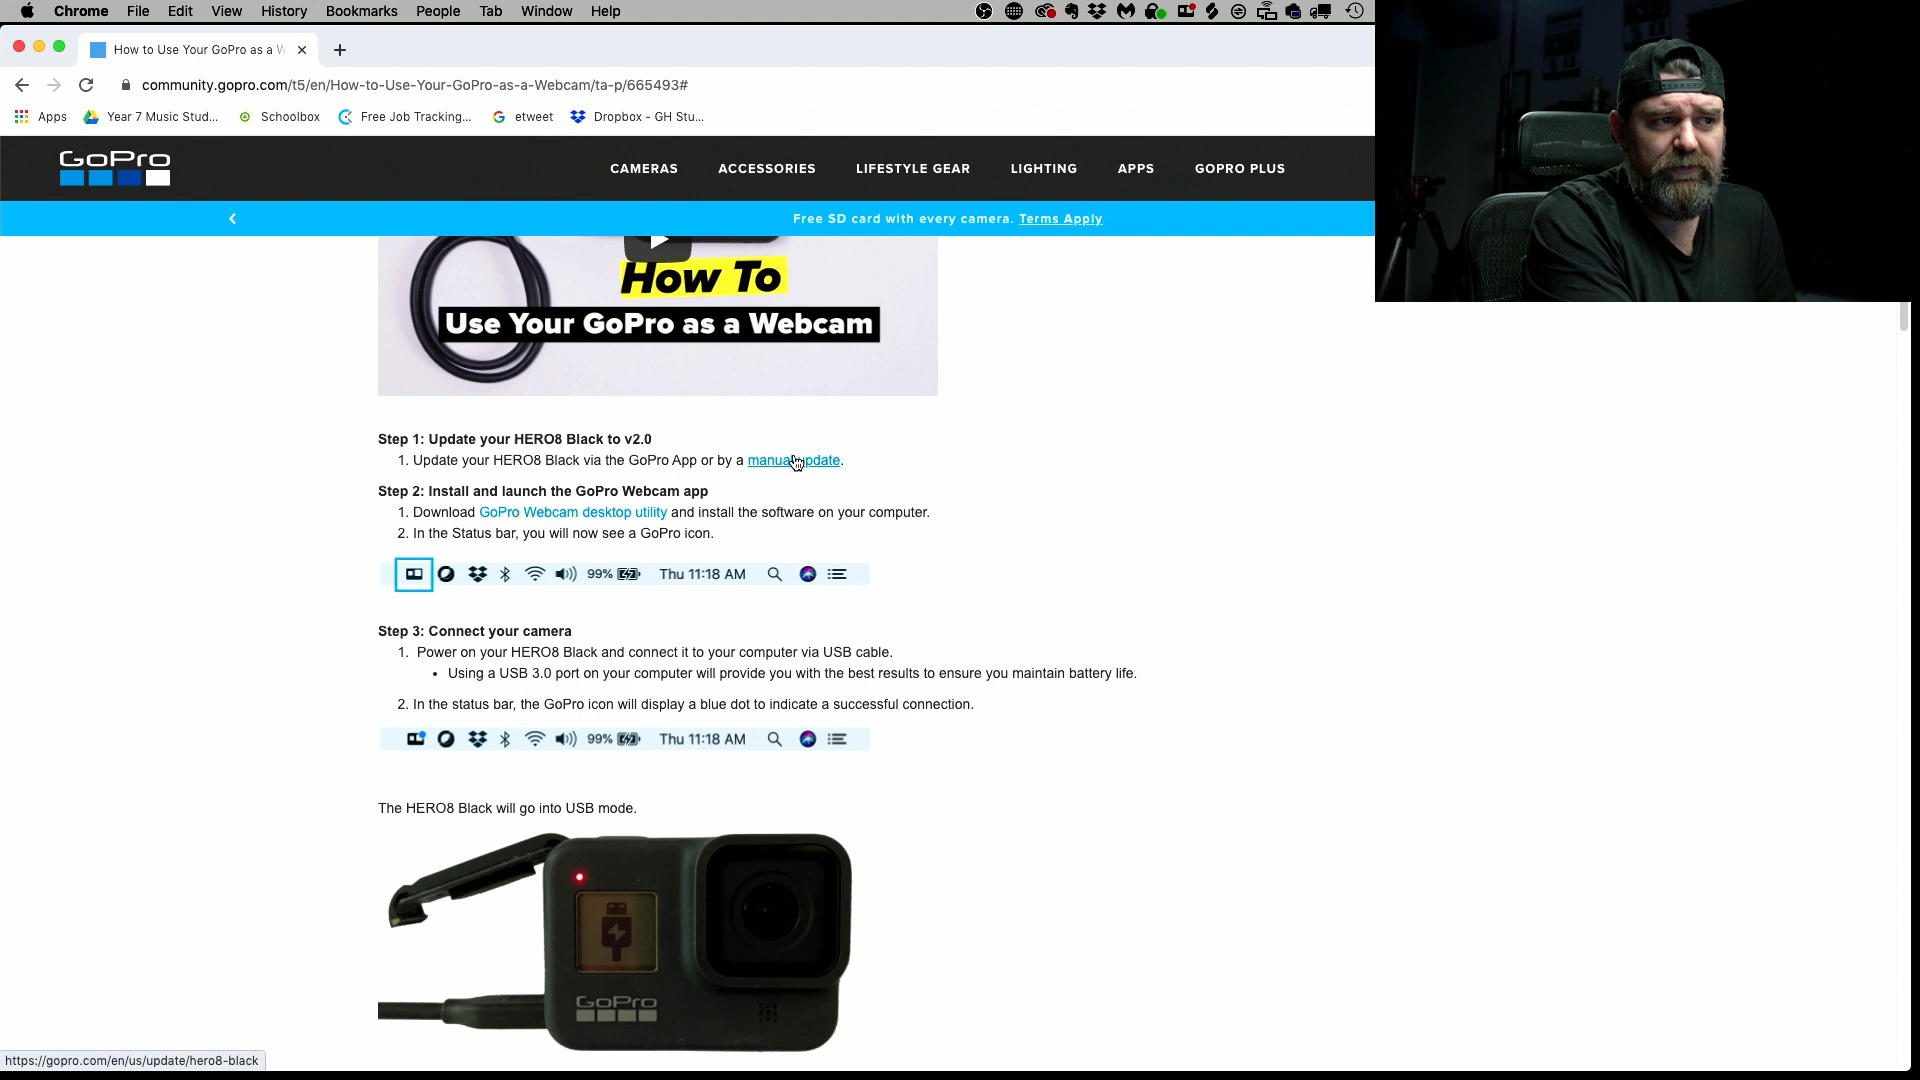 Chrome File Edit View History Bookmarks People Tab Window Help
How to Use Your GoPro as a W
community.gopro.com/t5/en/How-to-Use-Your-GoPro-as-a-Webcam/ta-p/665493#
Apps Year 7 Music Stud... Schoolbox Free Job Tracking... etweet Dropbox - GH Stu...
GoPro CAMERAS ACCESSORIES LIFESTYLE GEAR LIGHTING APPS GOPRO PLUS
Free SD card with every camera. Terms Apply
How To
Use Your GoPro as a Webcam
Step 1: Update your HERO8 Black to v2.0
1. Update your HERO8 Black via the GoPro App or by a manual update.
Step 2: Install and launch the GoPro Webcam app
1. Download GoPro Webcam desktop utility and install the software on your computer.
2. In the Status bar, you will now see a GoPro icon.
99% Thu 11:18 AM
Step 3: Connect your camera
1. Power on your HERO8 Black and connect it to your computer via USB cable.
• Using a USB 3.0 port on your computer will provide you with the best results to ensure you maintain battery life.
2. In the status bar, the GoPro icon will display a blue dot to indicate a successful connection.
99% Thu 11:18 AM
The HERO8 Black will go into USB mode.
GoPro
https://gopro.com/en/us/update/hero8-black